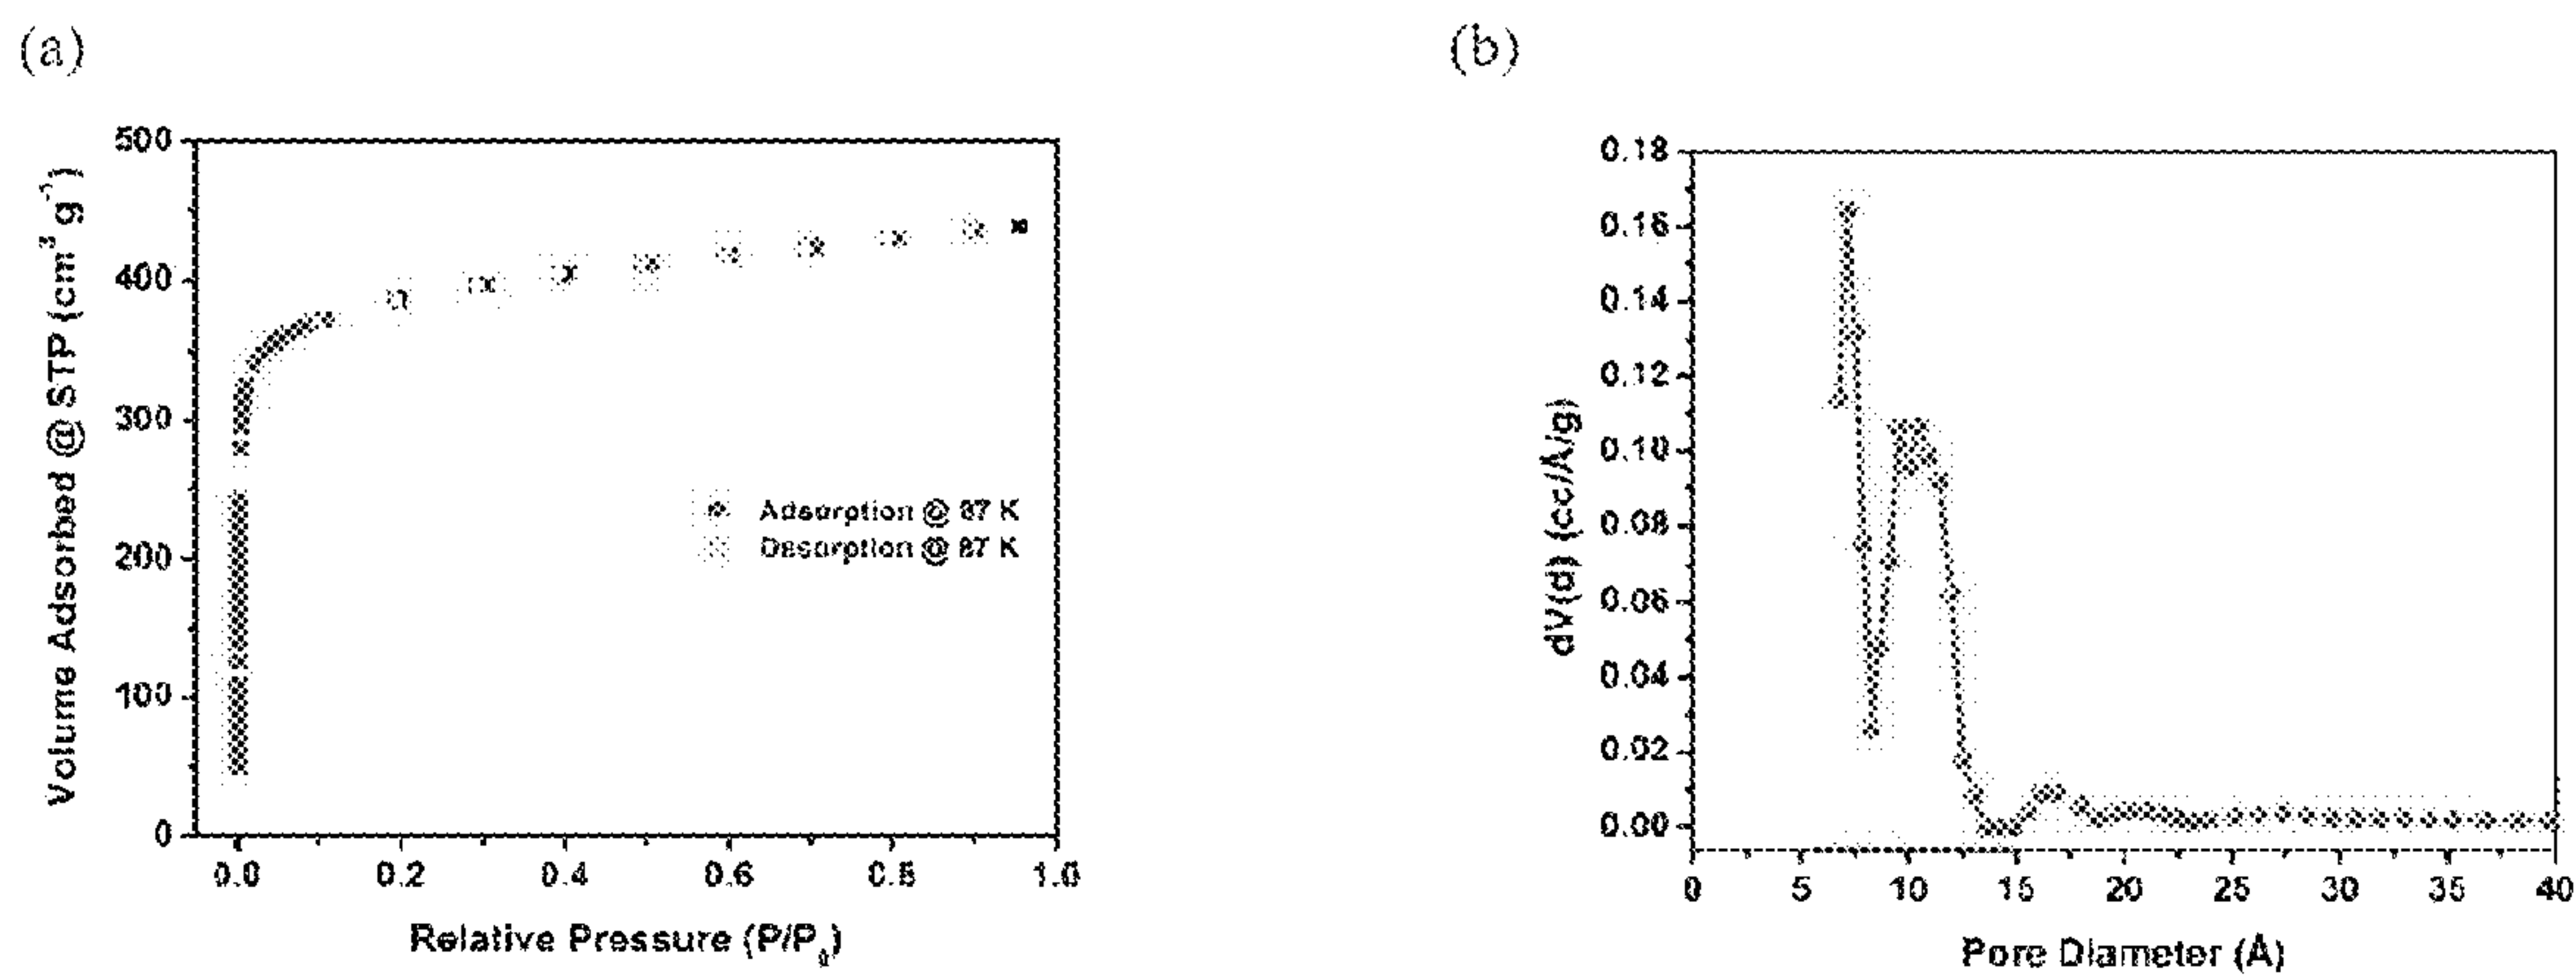 (a)
(b)
500
400
300
200
100
0
Volume Adsorbed @ STP (cm³ g⁻¹)
Adsorption @ 87 K
Desorption @ 87 K
0.0 0.2 0.4 0.6 0.8 1.0
Relative Pressure (P/P₀)
0.18
0.16
0.14
0.12
0.10
0.08
0.06
0.04
0.02
0.00
dV(d) (cc/Å/g)
0 5 10 15 20 25 30 35 40
Pore Diameter (Å)